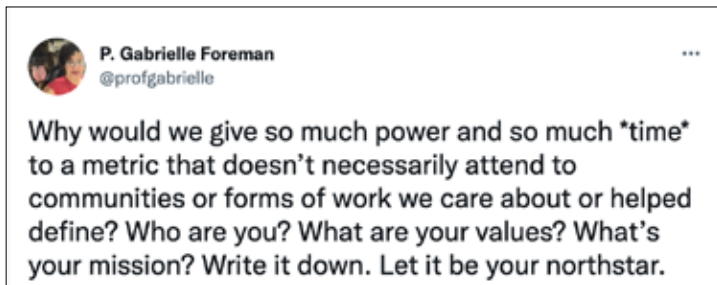 P. Gabrielle Foreman
@profgabrielle
Why would we give so much power and so much *time*
to a metric that doesn’t necessarily attend to
communities or forms of work we care about or helped
define? Who are you? What are your values? What’s
your mission? Write it down. Let it be your northstar.